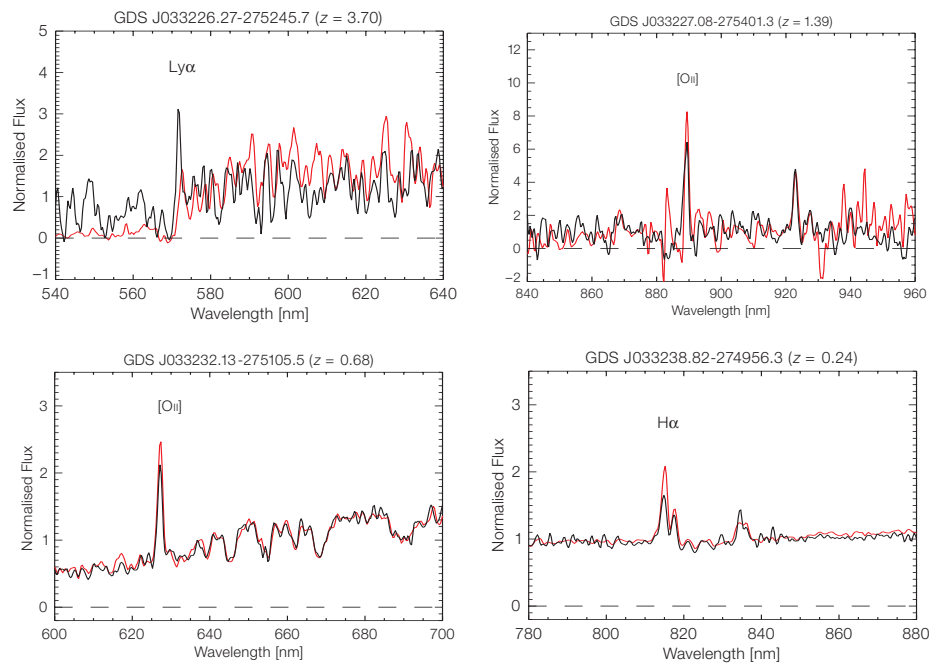 GDS J033226.27-275245.7 (z = 3.70)
5
4
3
2
1
0
−1
Normalised Flux
Lyα
540 560 580 600 620 640
Wavelength [nm]
GDS J033227.08-275401.3 (z = 1.39)
12
10
8
6
4
2
0
−2
Normalised Flux
[OII]
840 860 880 900 920 940 960
Wavelength [nm]
GDS J033232.13-275105.5 (z = 0.68)
3
2
1
0
Normalised Flux
[OII]
600 620 640 660 680 700
Wavelength [nm]
GDS J033238.82-274956.3 (z = 0.24)
3
2
1
0
Normalised Flux
Hα
780 800 820 840 860 880
Wavelength [nm]